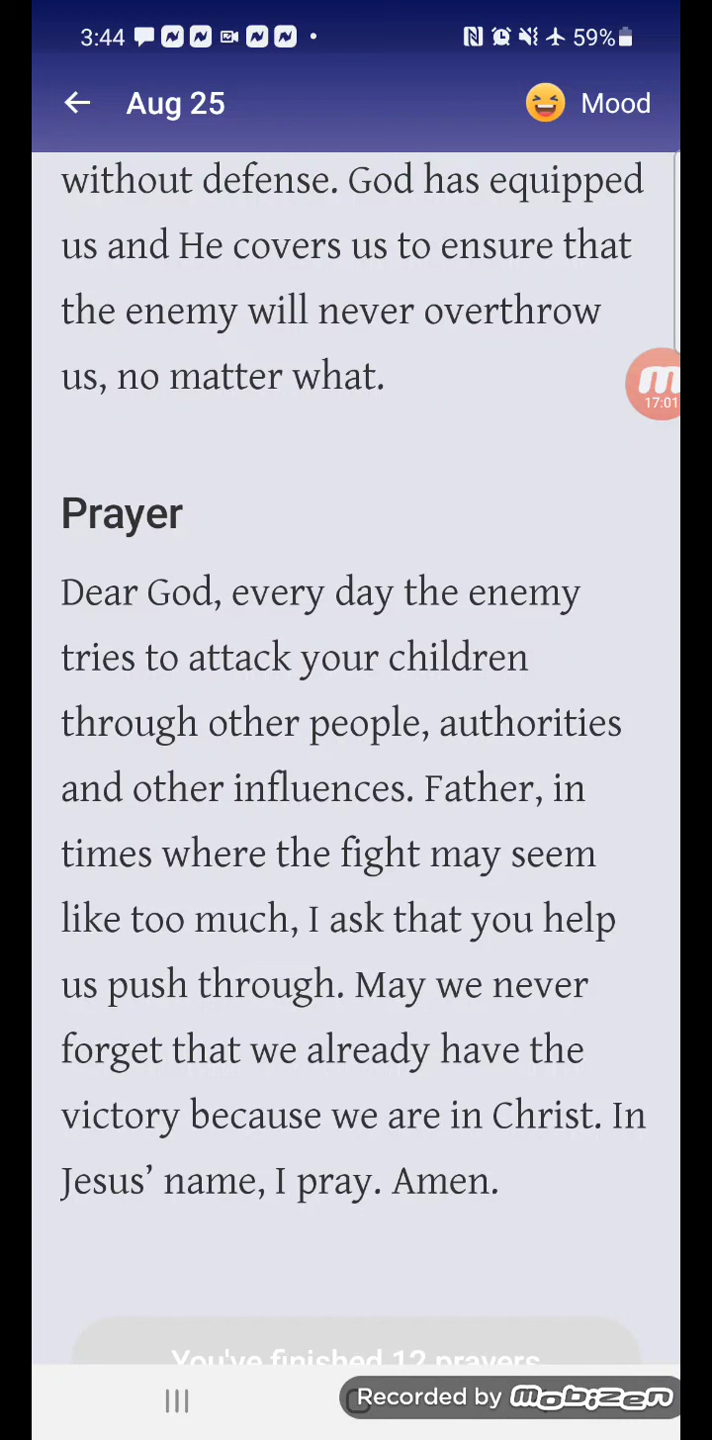 3:44 59%
Aug 25 Mood
without defense. God has equipped
us and He covers us to ensure that
the enemy will never overthrow
us, no matter what.
17:01
Prayer
Dear God, every day the enemy
tries to attack your children
through other people, authorities
and other influences. Father, in
times where the fight may seem
like too much, I ask that you help
us push through. May we never
forget that we already have the
victory because we are in Christ. In
Jesus’ name, I pray. Amen.
You've finished 12 prayers
Recorded by mobizen